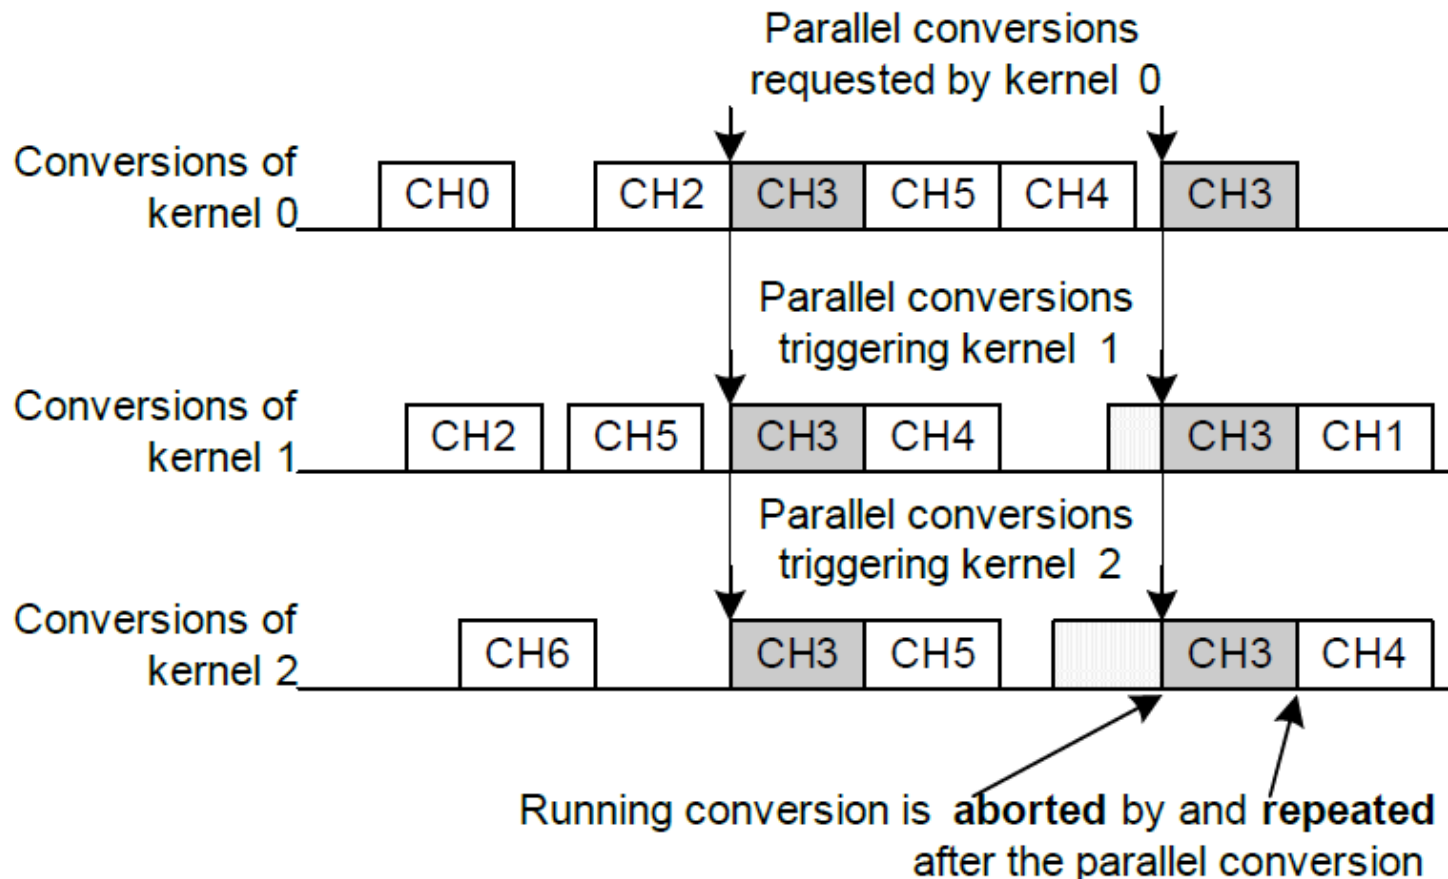 Parallel conversions
requested by kernel 0
Conversions of
kernel 0
CH0 CH2 CH3 CH5 CH4 CH3
Parallel conversions
triggering kernel 1
Conversions of
kernel 1
CH2 CH5 CH3 CH4 CH3 CH1
Parallel conversions
triggering kernel 2
Conversions of
kernel 2
CH6 CH3 CH5 CH3 CH4
Running conversion is aborted by and repeated
after the parallel conversion